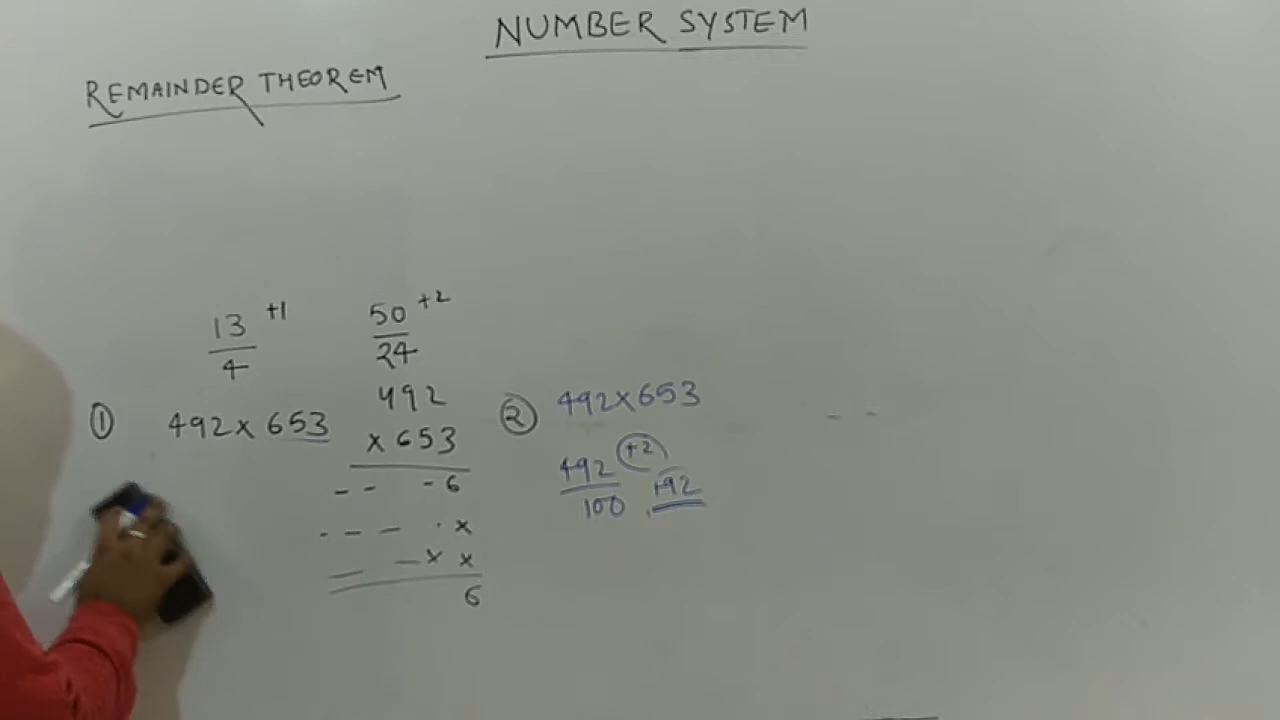 NUMBER SYSTEM
REMAINDER THEOREM
13 +1
4
50 +2
24
① 492 × 653
492
× 653
- - - 6
- - - · ×
- - × ×
6
② 492 × 653
492 +2
100 +92
- -